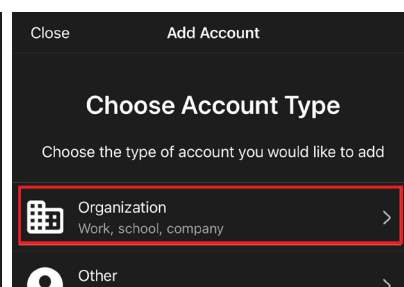 Close Add Account
Choose Account Type
Choose the type of account you would like to add
Organization
Work, school, company
Other